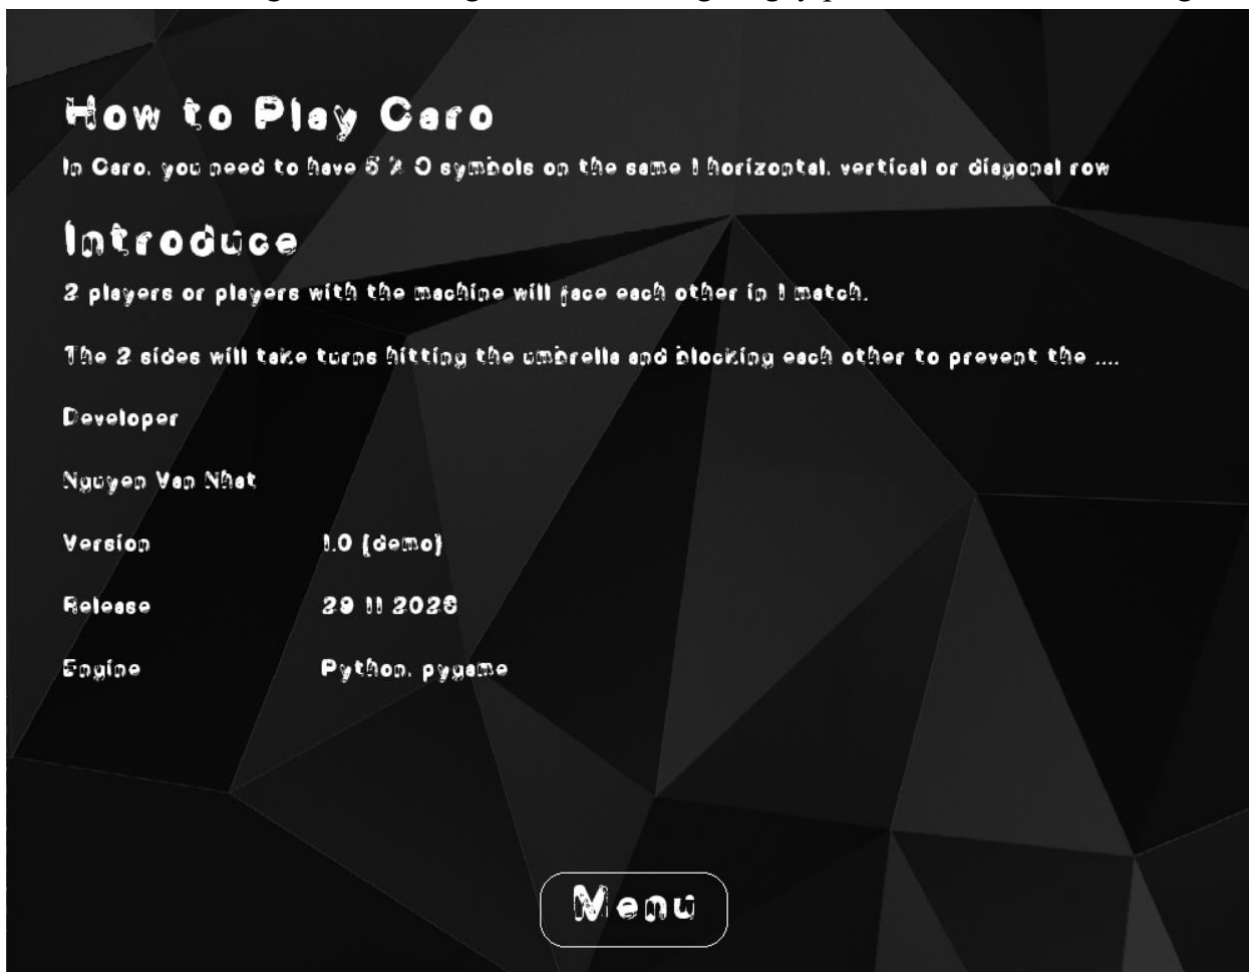 How to Play Caro
In Caro, you need to have 5 X O symbols on the same 1 horizontal, vertical or diagonal row
Introduce
2 players or players with the machine will face each other in 1 match.
The 2 sides will take turns hitting the umbrella and blocking each other to prevent the ....
Developer
Nguyen Van Nhat
Version 1.0 (demo)
Release 29 11
Engine Python, pygame
Menu